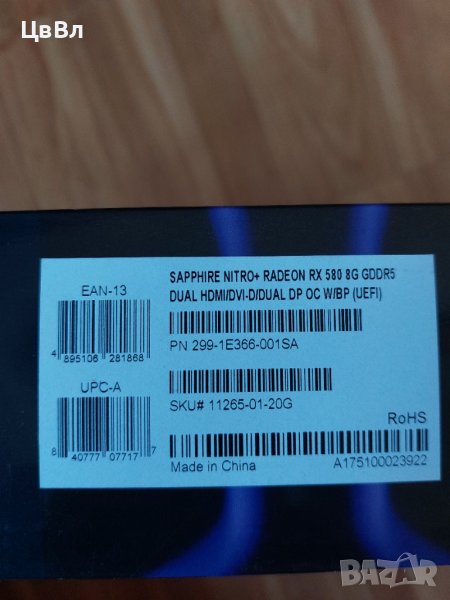 ЦвВл
SAPPHIRE NITRO+ RADEON RX 580 8G GDDR5
DUAL HDMI/DVI-D/DUAL DP OC W/BP (UEFI)
EAN-13
4 895106 281868
PN 299-1E366-001SA
UPC-A
8 40777 07717 7
SKU# 11265-01-20G
RoHS
Made in China
A175100023922
BAZAR